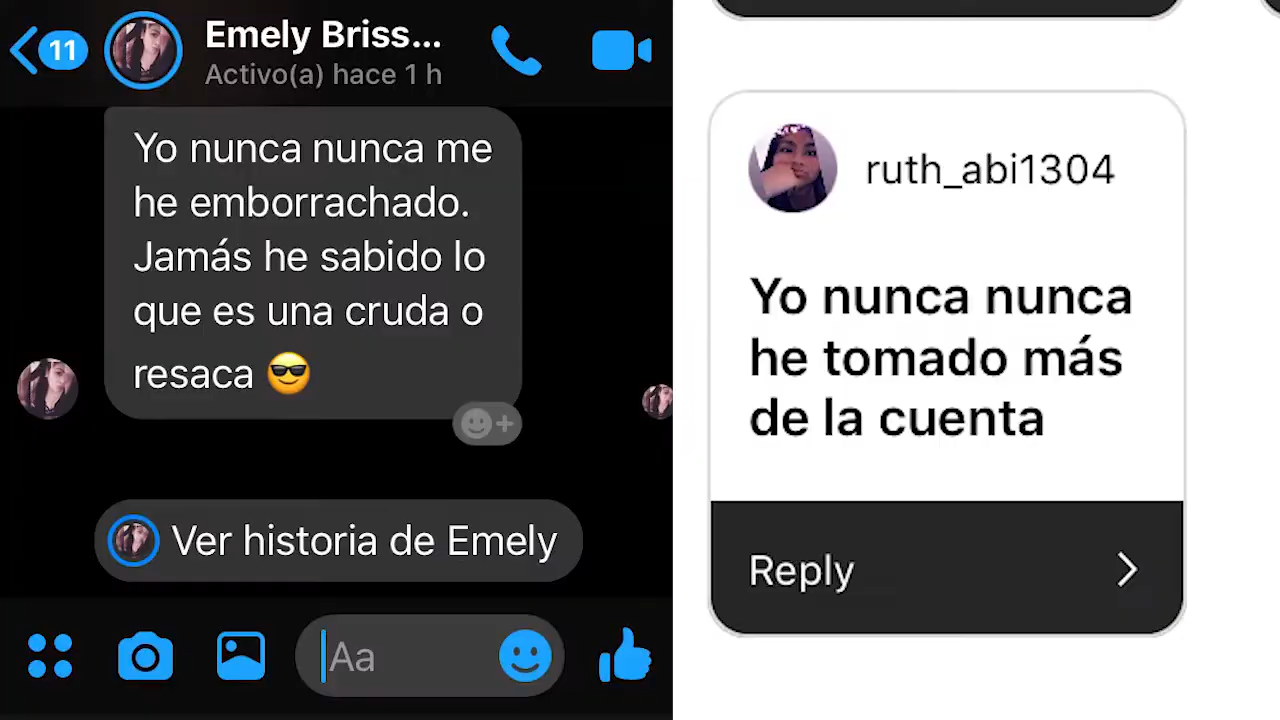 11
Emely Briss...
Activo(a) hace 1 h
Yo nunca nunca me
he emborrachado.
Jamás he sabido lo
que es una cruda o
resaca 😎
Ver historia de Emely
Aa
ruth_abi1304
Yo nunca nunca
he tomado más
de la cuenta
Reply